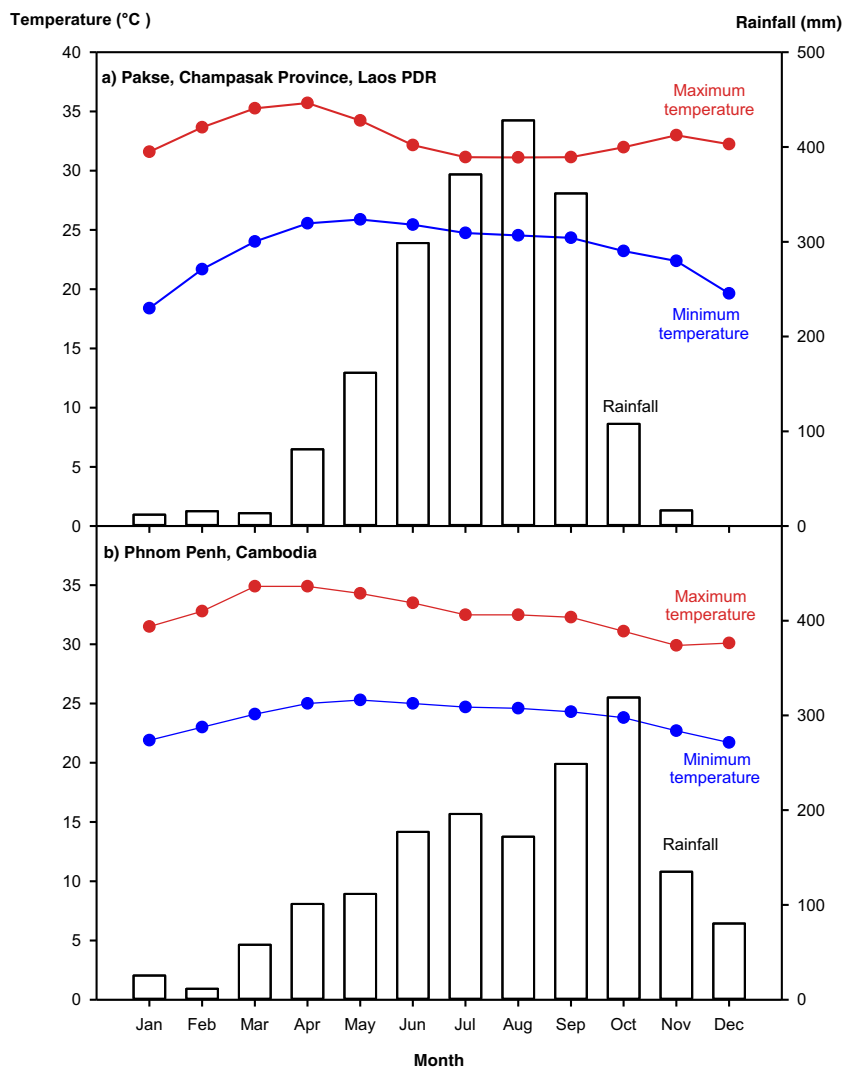 Temperature (°C )
Rainfall (mm)
40
35
30
25
20
15
10
5
0
500
400
300
200
100
0
a) Pakse, Champasak Province, Laos PDR
Maximum
temperature
Minimum
temperature
Rainfall
b) Phnom Penh, Cambodia
35
30
25
20
15
10
5
0
400
300
200
100
0
Maximum
temperature
Minimum
temperature
Rainfall
Jan Feb Mar Apr May Jun Jul Aug Sep Oct Nov Dec
Month